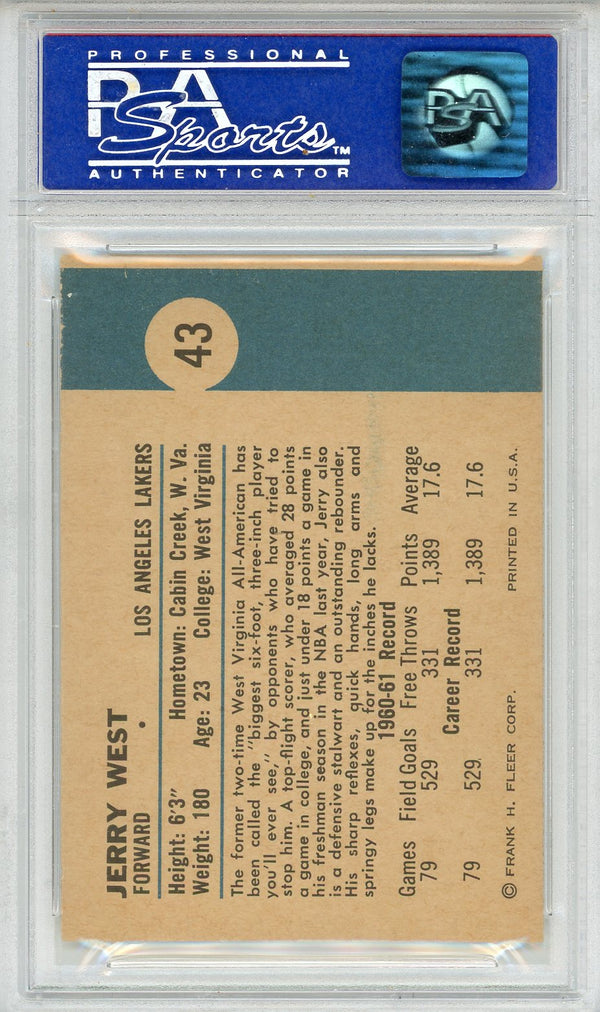 PROFESSIONAL
PSA
Sports™
AUTHENTICATOR
PSA
43
JERRY WEST
FORWARD • LOS ANGELES LAKERS
Height: 6'3" Hometown: Cabin Creek, W. Va.
Weight: 180 Age: 23 College: West Virginia
The former two-time West Virginia All-American has
been called the "biggest six-foot, three-inch player
you'll ever see," by opponents who have tried to
stop him. A top-flight scorer, who averaged 28 points
a game in college, and just under 18 points a game in
his freshman season in the NBA last year, Jerry also
is a defensive stalwart and an outstanding rebounder.
His sharp reflexes, quick hands, long arms and
springy legs make up for the inches he lacks.
1960-61 Record
Games Field Goals Free Throws Points Average
79 529 331 1,389 17.6
Career Record
79 529 331 1,389 17.6
© FRANK H. FLEER CORP. PRINTED IN U.S.A.